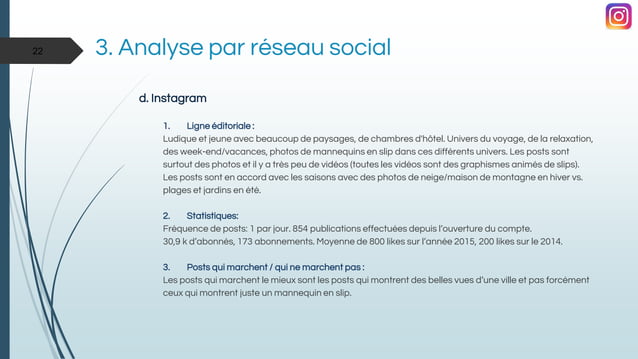 22
3. Analyse par réseau social
d. Instagram
1. Ligne éditoriale :
Ludique et jeune avec beaucoup de paysages, de chambres d'hôtel. Univers du voyage, de la relaxation,
des week-end/vacances, photos de mannequins en slip dans ces différents univers. Les posts sont
surtout des photos et il y a très peu de vidéos (toutes les vidéos sont des graphismes animés de slips).
Les posts sont en accord avec les saisons avec des photos de neige/maison de montagne en hiver vs.
plages et jardins en été.
2. Statistiques:
Fréquence de posts: 1 par jour. 854 publications effectuées depuis l'ouverture du compte.
30,9 k d'abonnés, 173 abonnements. Moyenne de 800 likes sur l'année 2015, 200 likes sur le 2014.
3. Posts qui marchent / qui ne marchent pas :
Les posts qui marchent le mieux sont les posts qui montrent des belles vues d'une ville et pas forcément
ceux qui montrent juste un mannequin en slip.